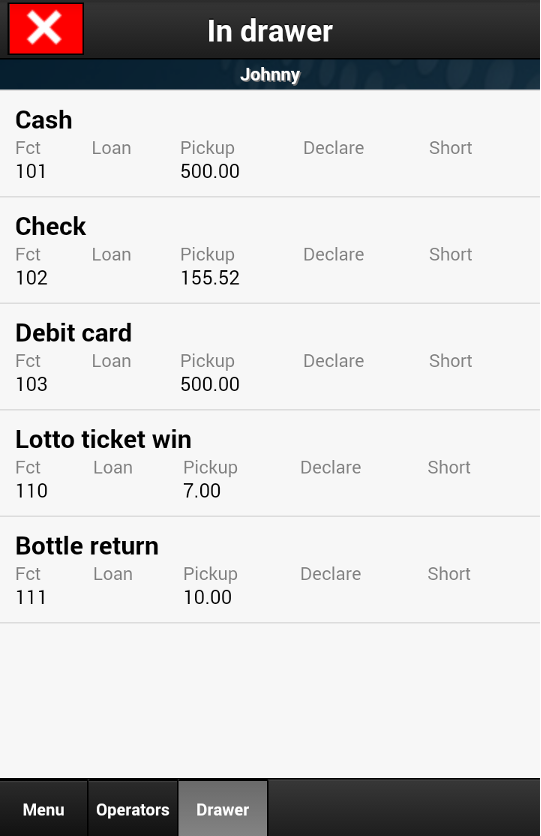 In drawer
Johnny
Cash
Fct Loan Pickup Declare Short
101 500.00
Check
Fct Loan Pickup Declare Short
102 155.52
Debit card
Fct Loan Pickup Declare Short
103 500.00
Lotto ticket win
Fct Loan Pickup Declare Short
110 7.00
Bottle return
Fct Loan Pickup Declare Short
111 10.00
Menu Operators Drawer